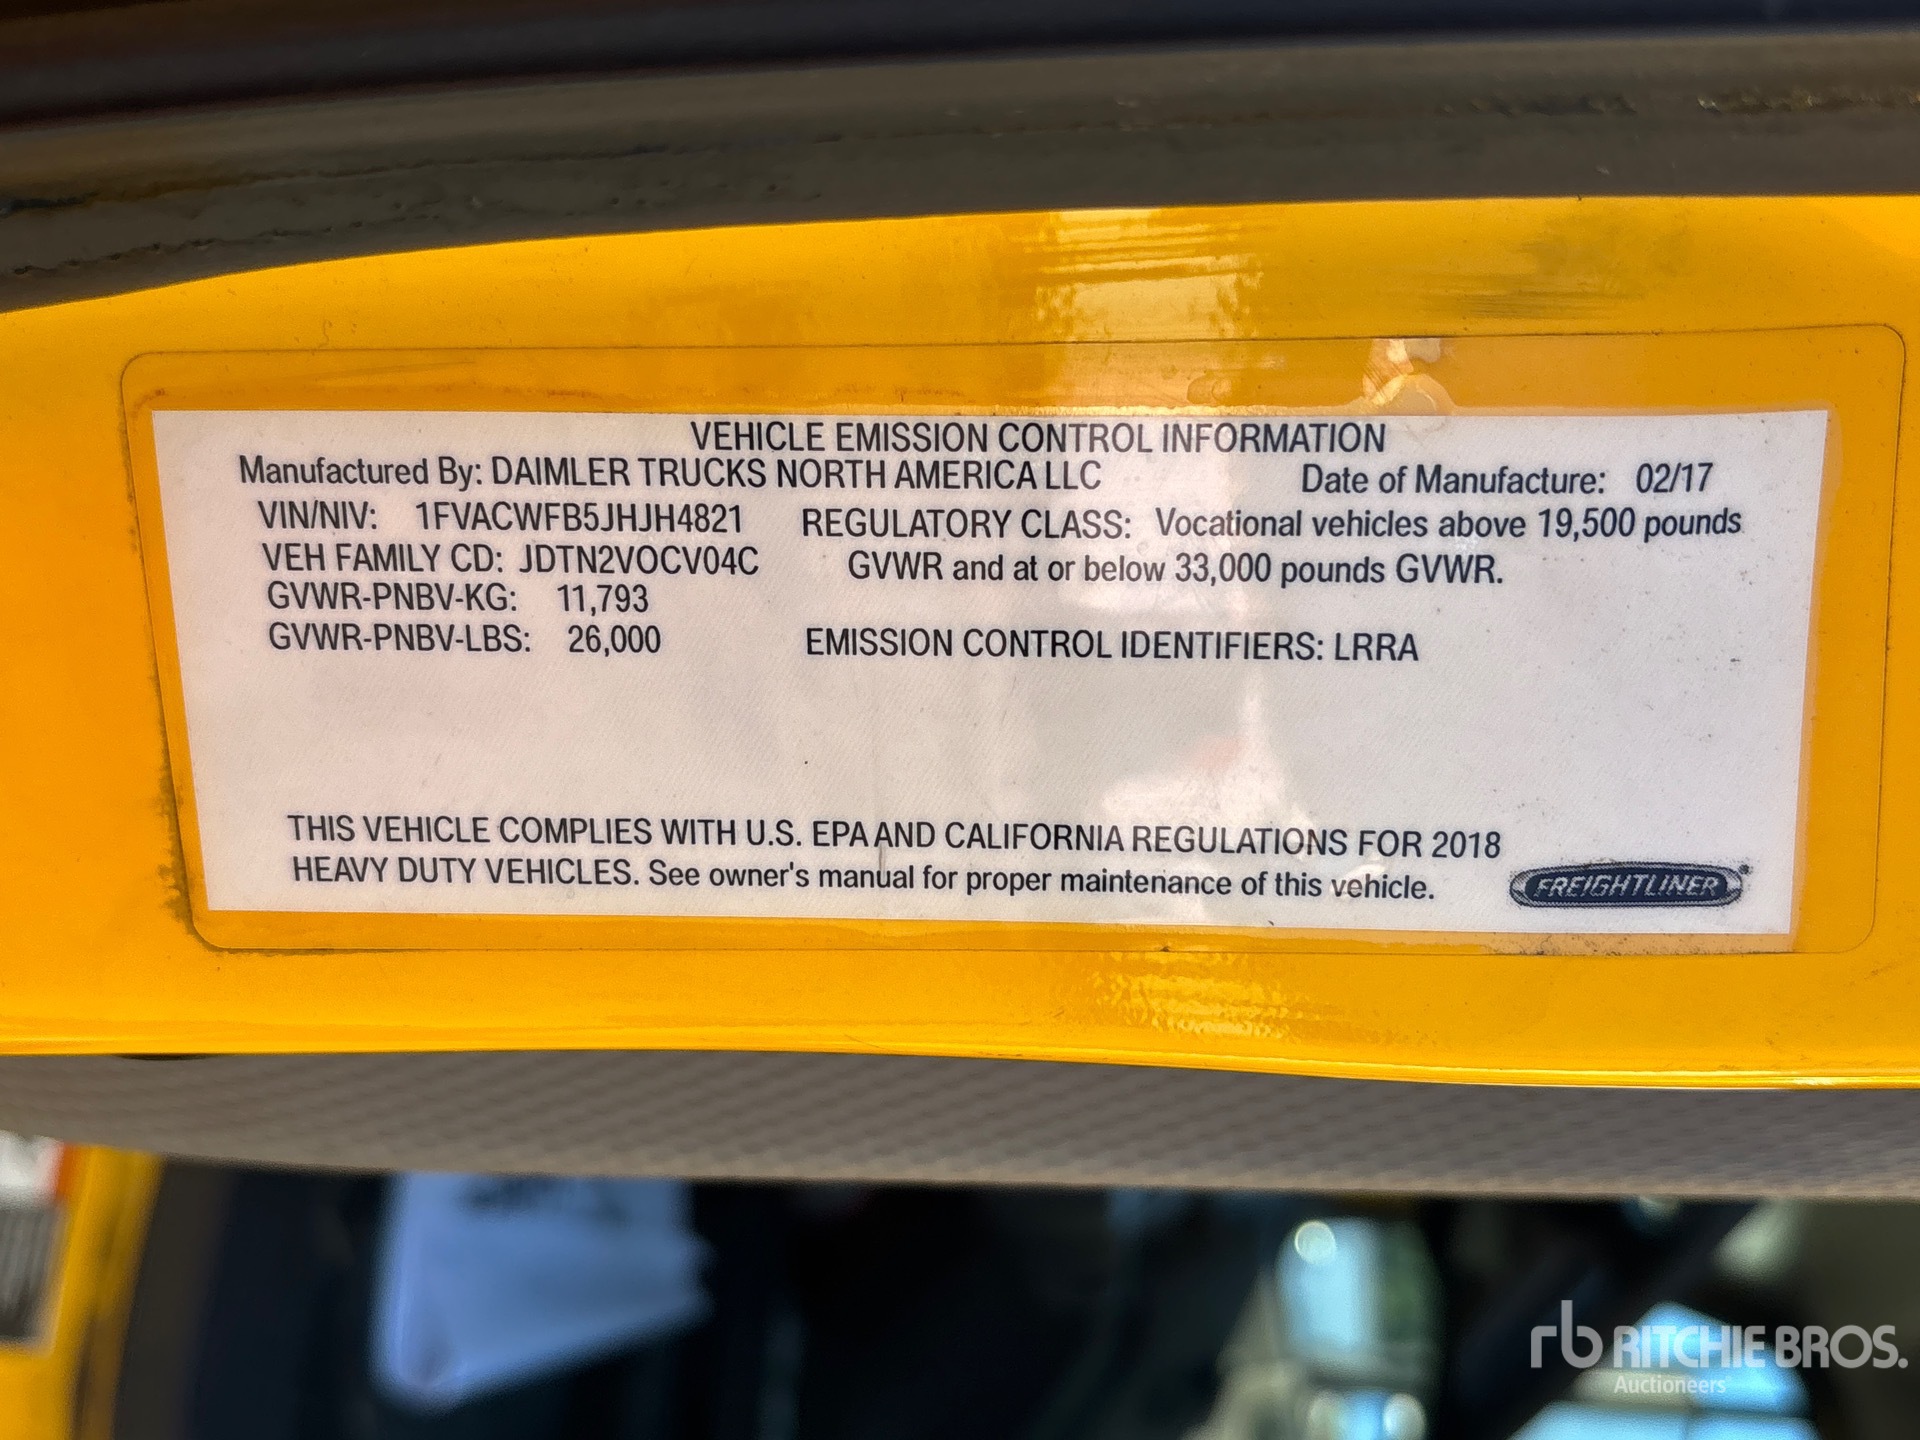 VEHICLE EMISSION CONTROL INFORMATION
Manufactured By: DAIMLER TRUCKS NORTH AMERICA LLC Date of Manufacture: 02/17
VIN/NIV: 1FVACWFB5JHJH4821 REGULATORY CLASS: Vocational vehicles above 19,500 pounds
VEH FAMILY CD: JDTN2VOCV04C GVWR and at or below 33,000 pounds GVWR.
GVWR-PNBV-KG: 11,793
GVWR-PNBV-LBS: 26,000 EMISSION CONTROL IDENTIFIERS: LRRA
THIS VEHICLE COMPLIES WITH U.S. EPA AND CALIFORNIA REGULATIONS FOR 2018
HEAVY DUTY VEHICLES. See owner's manual for proper maintenance of this vehicle.
FREIGHTLINER®
rb RITCHIE BROS.
Auctioneers